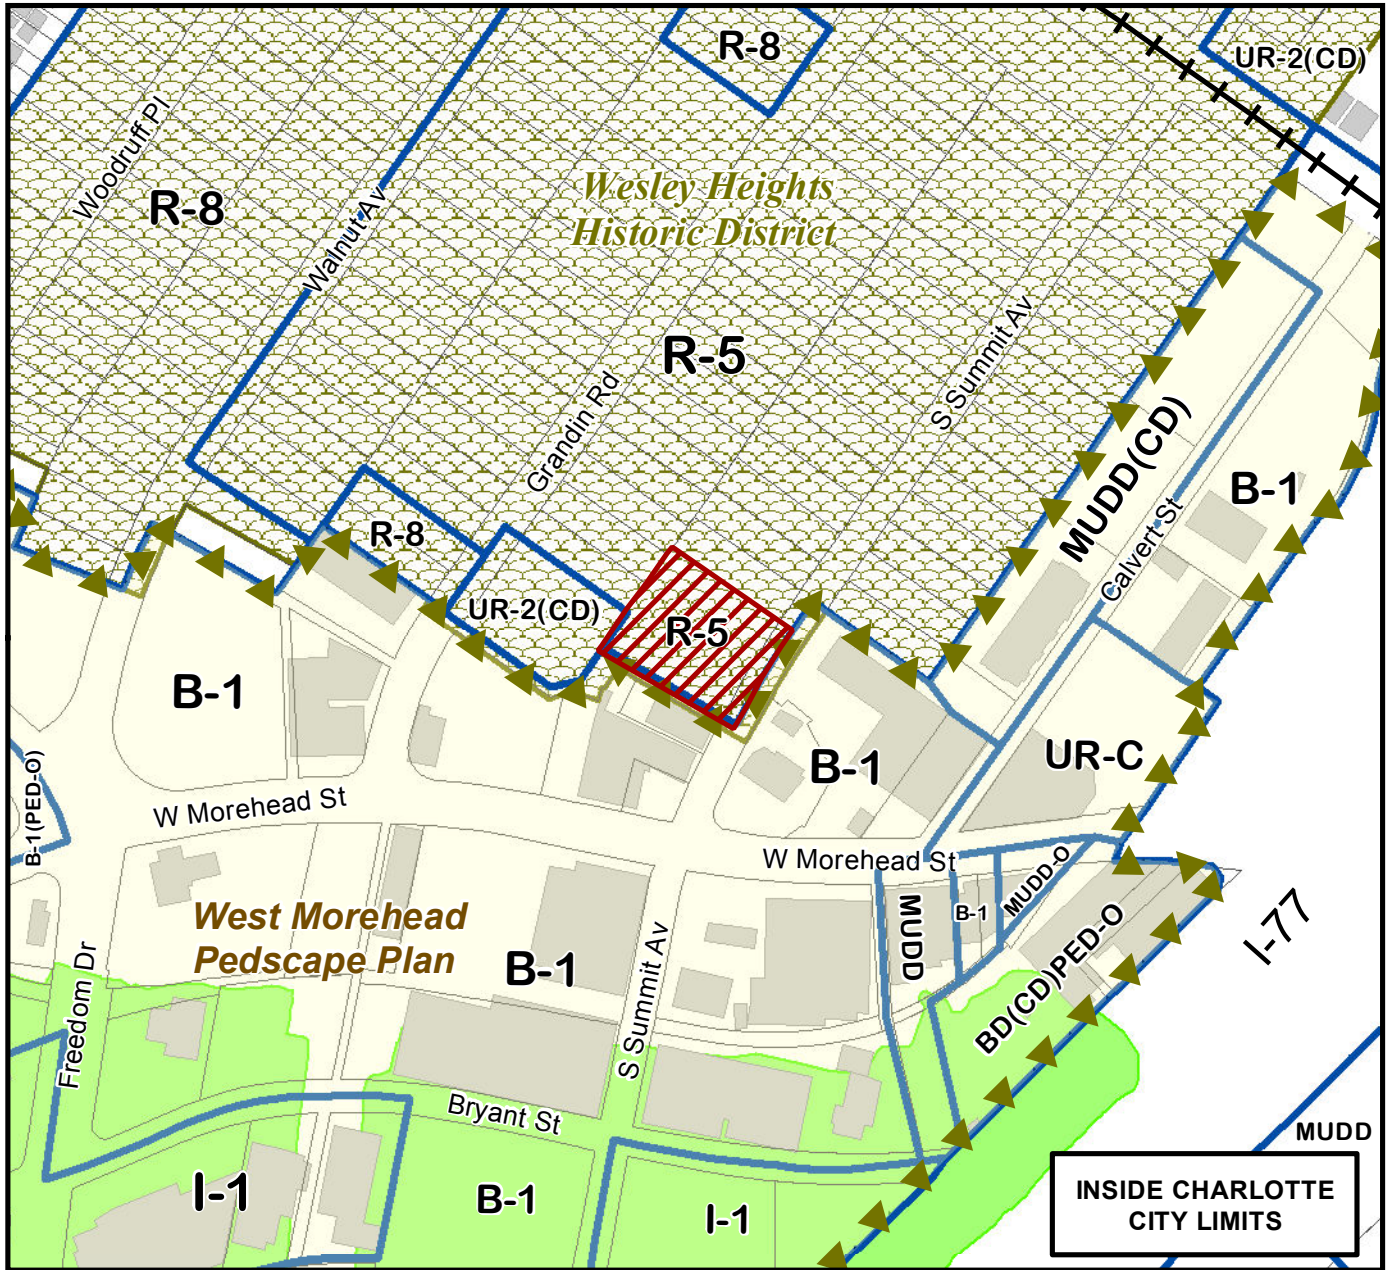 R-8
UR-2(CD)
Woodruff Pl
R-8
Walnut Av
Wesley Heights
Historic District
R-5
S Summit Av
Grandin Rd
MUDD(CD)
B-1
Calvert St
R-8
UR-2(CD)
R-5
B-1
B-1
UR-C
B-1(PED-O)
W Morehead St
W Morehead St
MUDD
B-1
MUDD-O
West Morehead
Pedscape Plan
B-1
BD(CD)PED-O
I-77
Freedom Dr
S Summit Av
Bryant St
I-1
B-1
I-1
MUDD
INSIDE CHARLOTTE
CITY LIMITS